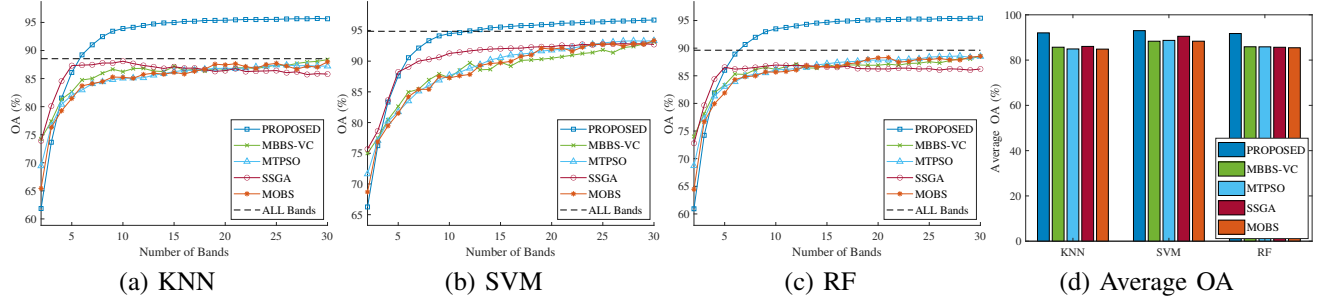 95
90
85
80
75
70
65
60
OA (%)
5
10
15
20
25
30
Number of Bands
PROPOSED
MBBS-VC
MTPSO
SSGA
MOBS
ALL Bands
(a) KNN
100
95
90
85
80
75
70
65
OA (%)
5
10
15
20
25
30
Number of Bands
PROPOSED
MBBS-VC
MTPSO
SSGA
MOBS
ALL Bands
(b) SVM
95
90
85
80
75
70
65
60
OA (%)
5
10
15
20
25
30
Number of Bands
PROPOSED
MBBS-VC
MTPSO
SSGA
MOBS
ALL Bands
(c) RF
100
80
60
40
20
0
Average OA (%)
KNN
SVM
RF
PROPOSED
MBBS-VC
MTPSO
SSGA
MOBS
(d) Average OA